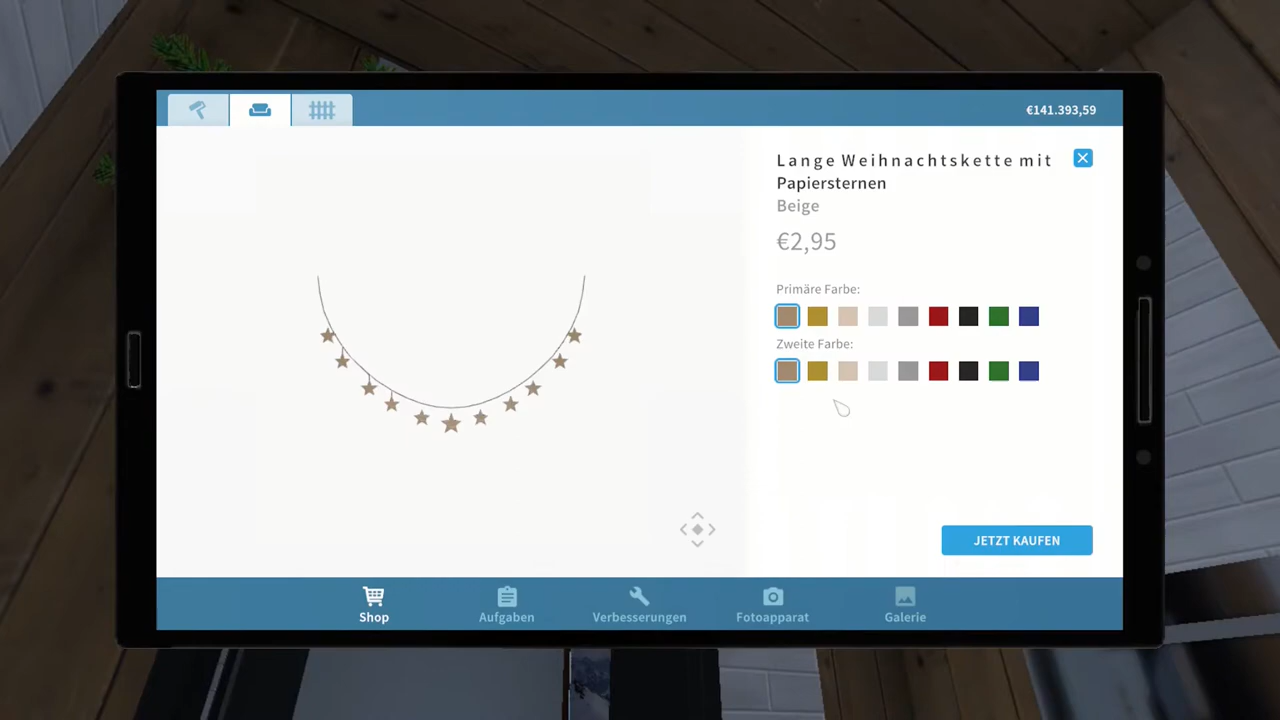 €141.393,59
Lange Weihnachtskette mit
Papiersternen
Beige
€2,95
Primäre Farbe:
Zweite Farbe:
JETZT KAUFEN
Shop
Aufgaben
Verbesserungen
Fotoapparat
Galerie